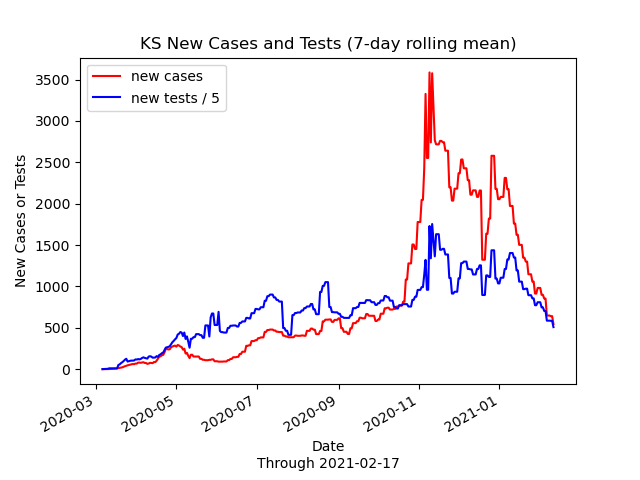 KS New Cases and Tests (7-day rolling mean)
new cases
new tests / 5
New Cases or Tests
3500
3000
2500
2000
1500
1000
500
0
2020-03
2020-05
2020-07
2020-09
2020-11
2021-01
Date
Through 2021-02-17